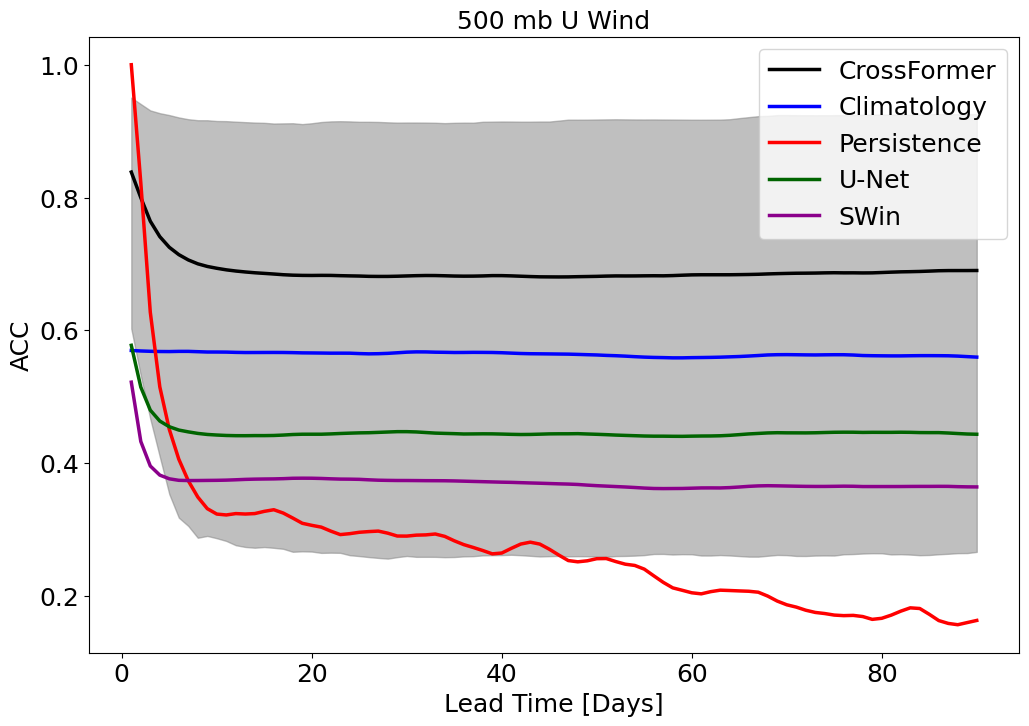 500 mb U Wind
CrossFormer
Climatology
Persistence
U-Net
SWin
1.0
0.8
0.6
0.4
0.2
ACC
0
20
40
60
80
Lead Time [Days]